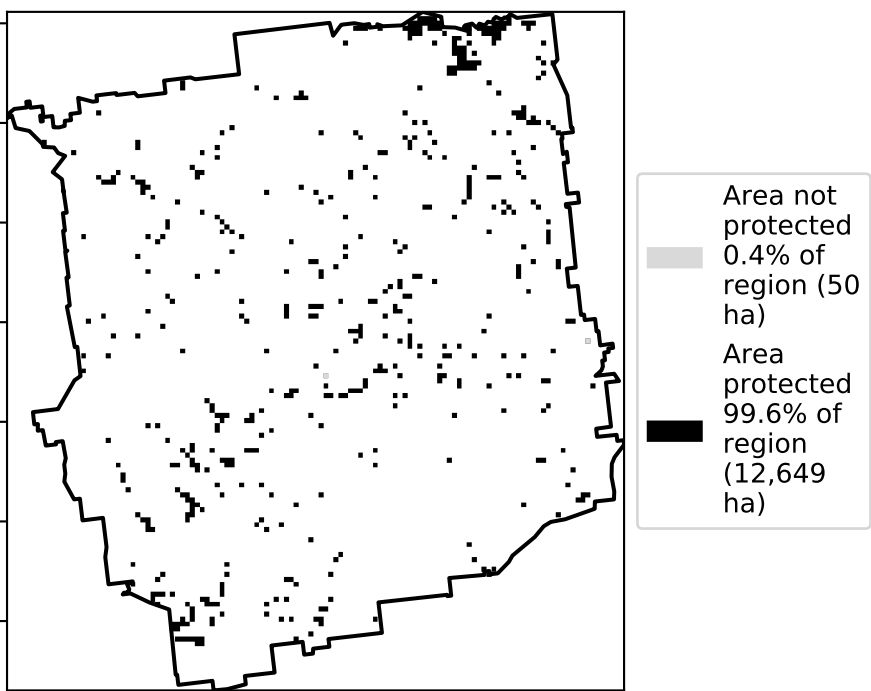 Area not
protected
0.4% of
region (50
ha)
Area
protected
99.6% of
region
(12,649
ha)